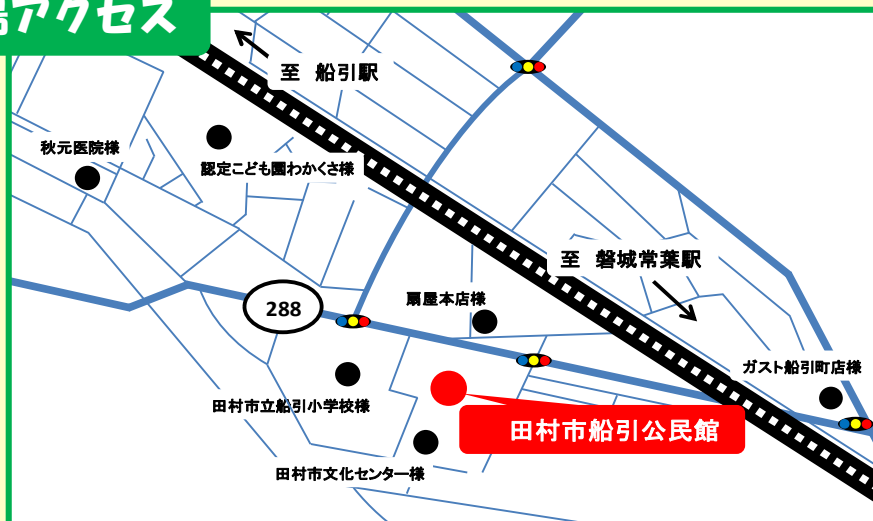 場アクセス
至 船引駅
秋元医院様
認定こども園わかくさ様
至 磐城常葉駅
288
扇屋本店様
ガスト船引町店様
田村市立船引小学校様
田村市船引公民館
田村市文化センター様